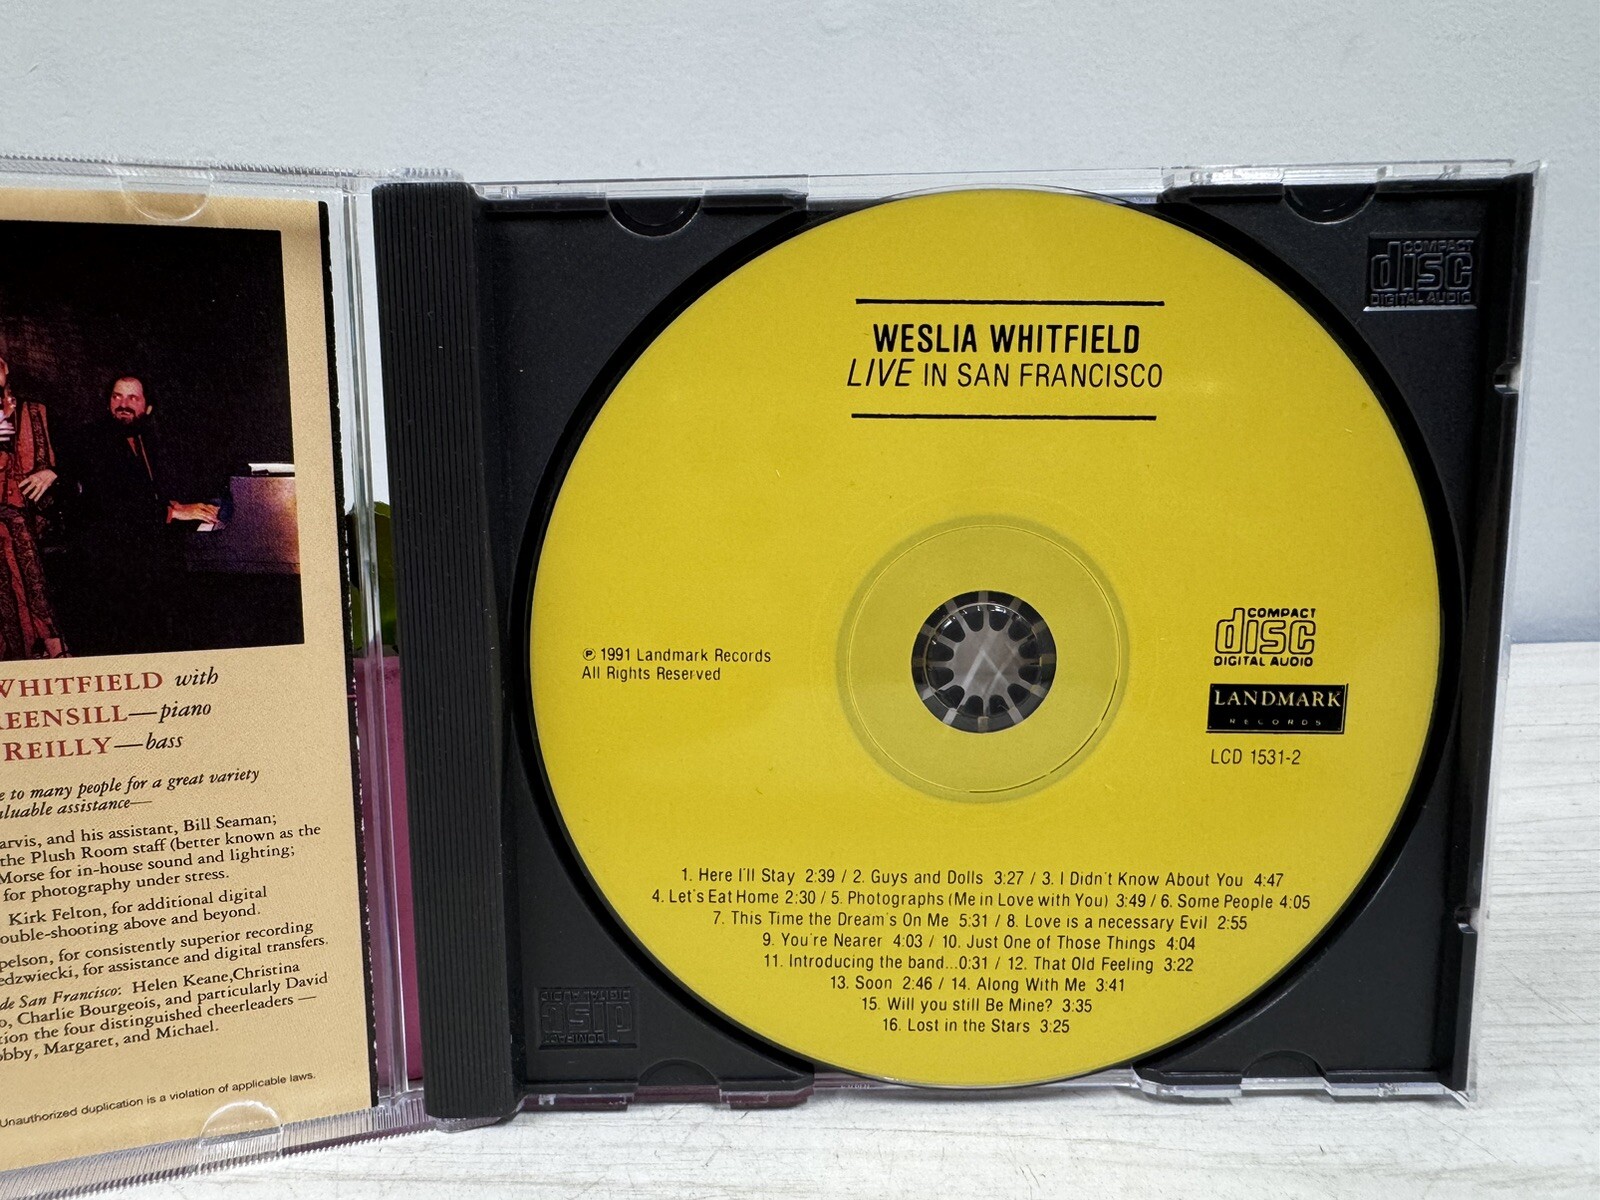 WHITFIELD with
—piano
REILLY—bass
to many people for a great variety
assistance—
and his assistant, Bill Seaman;
the Plush Room staff (better known as the
Morse for in-house sound and lighting;
for photography under stress.
Kirk Felton, for additional digital
shooting above and beyond.
for consistently superior recording
for assistance and digital transfers.
San Francisco: Helen Keane, Christina
Charlie Bourgeois, and particularly David
the four distinguished cheerleaders —
Margaret, and Michael.
Unauthorized duplication is a violation of applicable laws.
WESLIA WHITFIELD
LIVE IN SAN FRANCISCO
℗ 1991 Landmark Records
All Rights Reserved
COMPACT
disc
DIGITAL AUDIO
LANDMARK
RECORDS
LCD 1531-2
1. Here I'll Stay 2:39 / 2. Guys and Dolls 3:27 / 3. I Didn't Know About You 4:47
4. Let's Eat Home 2:30 / 5. Photographs (Me in Love with You) 3:49 / 6. Some People 4:05
7. This Time the Dream's On Me 5:31 / 8. Love is a necessary Evil 2:55
9. You're Nearer 4:03 / 10. Just One of Those Things 4:04
11. Introducing the band...0:31 / 12. That Old Feeling 3:22
13. Soon 2:46 / 14. Along With Me 3:41
15. Will you still Be Mine? 3:35
16. Lost in the Stars 3:25
COMPACT
disc
DIGITAL AUDIO
COMPACT
disc
DIGITAL AUDIO